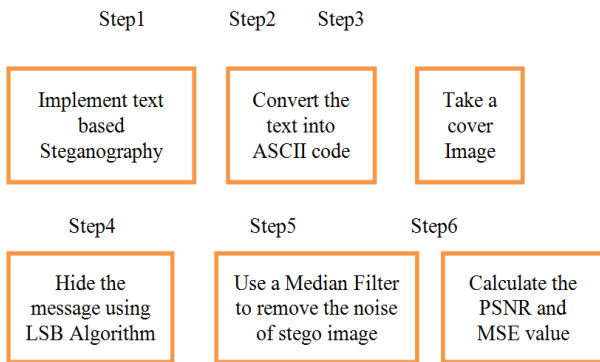 Step1 Step2 Step3
Implement text
based
Steganography
Convert the
text into
ASCII code
Take a
cover
Image
Step4 Step5 Step6
Hide the
message using
LSB Algorithm
Use a Median Filter
to remove the noise
of stego image
Calculate the
PSNR and
MSE value